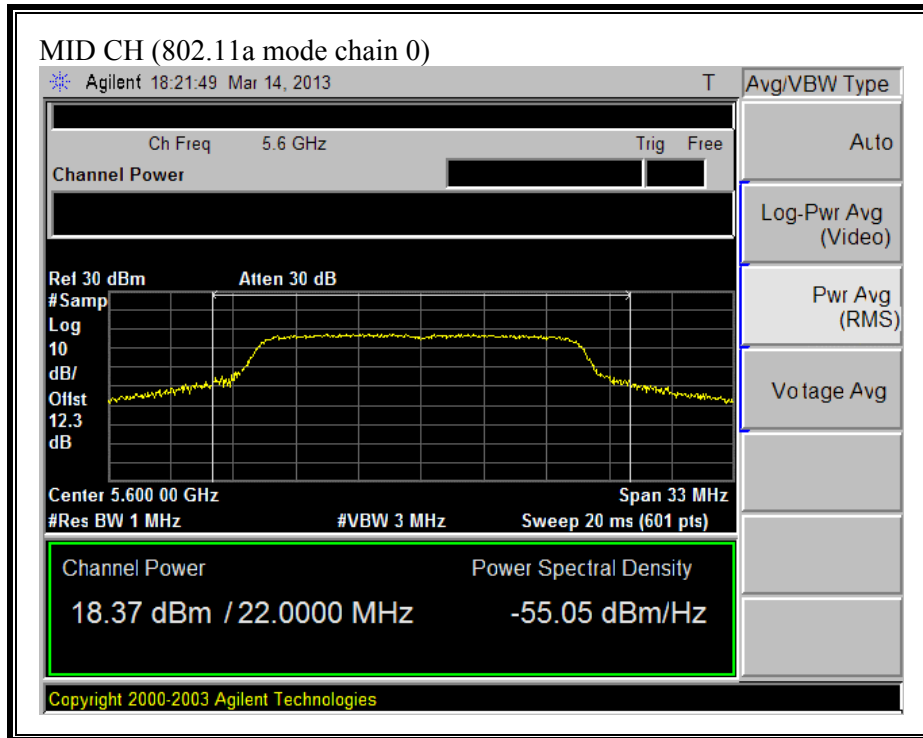 MID CH (802.11a mode chain 0)
Agilent 18:21:49 Mar 14, 2013 T
Avg/VBW Type
Ch Freq 5.6 GHz Trig Free
Channel Power
Auto
Log-Pwr Avg
(Video)
Pwr Avg
(RMS)
Voltage Avg
Ref 30 dBm Atten 30 dB
#Samp
Log
10
dB/
Offst
12.3
dB
Center 5.600 00 GHz Span 33 MHz
#Res BW 1 MHz #VBW 3 MHz Sweep 20 ms (601 pts)
Channel Power Power Spectral Density
18.37 dBm / 22.0000 MHz -55.05 dBm/Hz
Copyright 2000-2003 Agilent Technologies